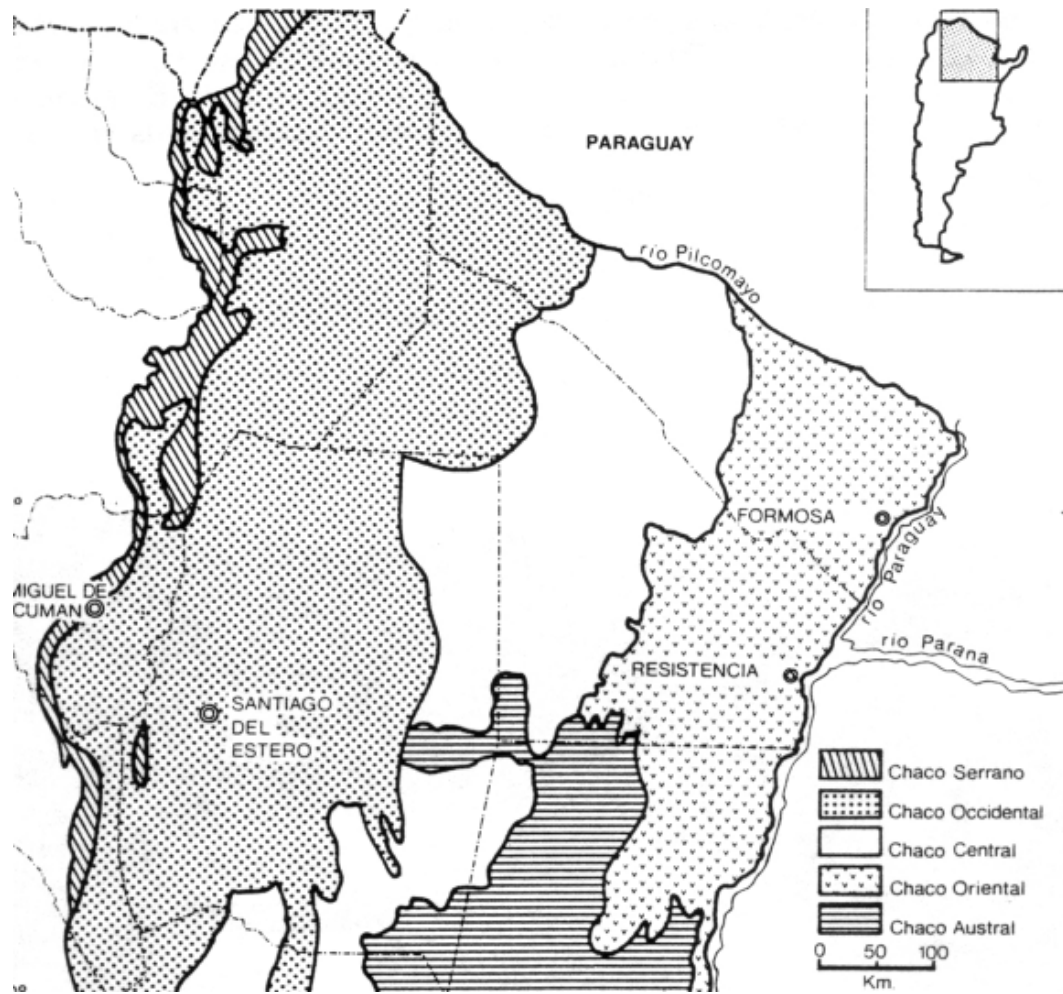 PARAGUAY
río Pilcomayo
FORMOSA
río Paraguay
MIGUEL DE
CUMAN
río Parana
RESISTENCIA
SANTIAGO
DEL
ESTERO
Chaco Serrano
Chaco Occidental
Chaco Central
Chaco Oriental
Chaco Austral
0 50 100
Km.